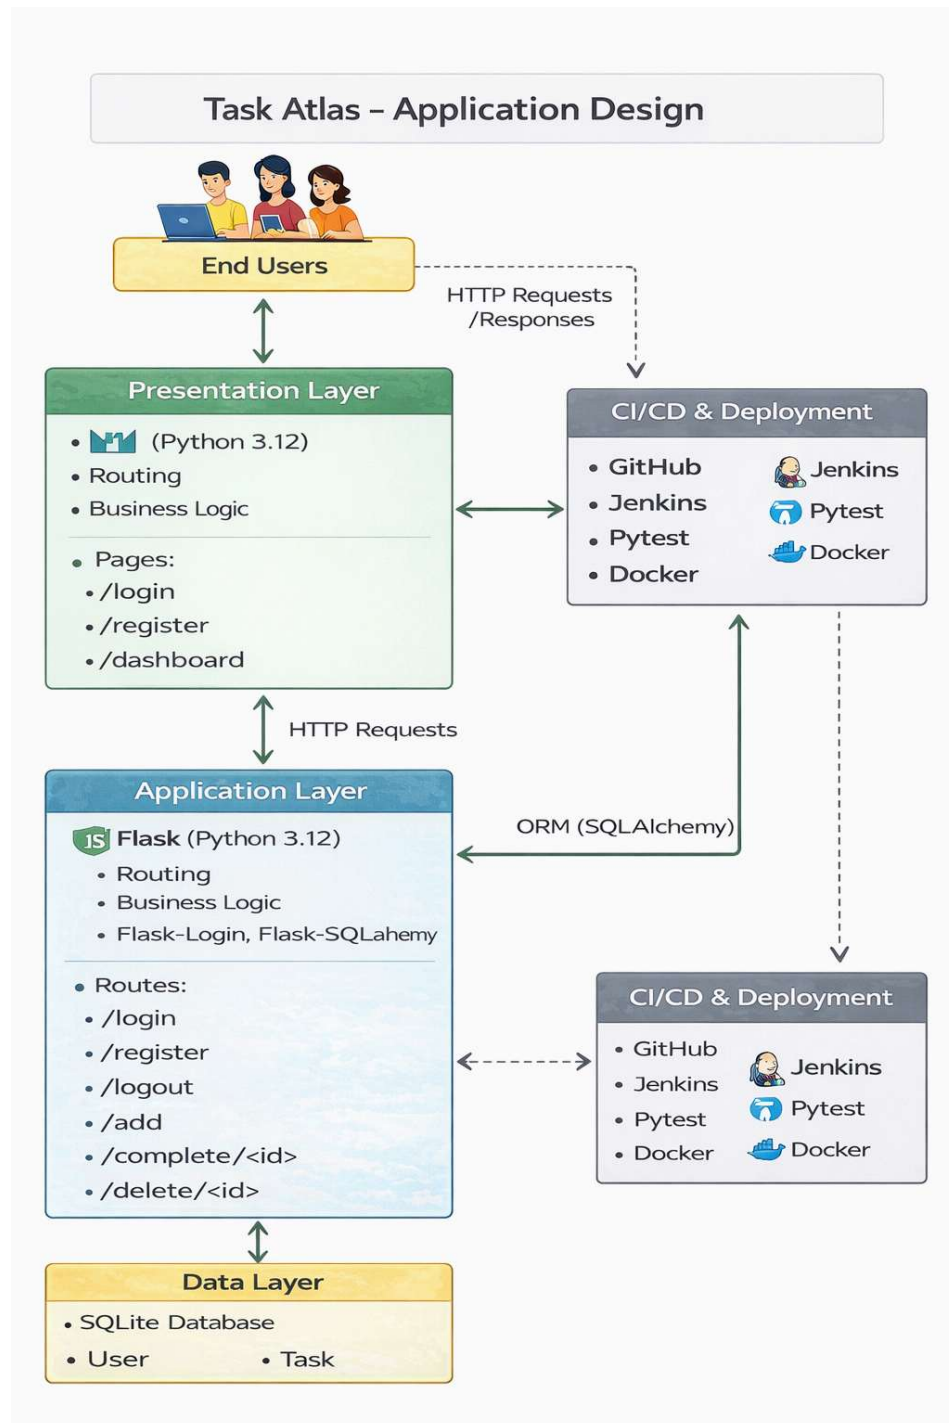 Task Atlas – Application Design
End Users
HTTP Requests
/Responses
Presentation Layer
• (Python 3.12)
• Routing
• Business Logic
• Pages:
• /login
• /register
• /dashboard
CI/CD & Deployment
• GitHub
• Jenkins
• Pytest
• Docker
Jenkins
Pytest
Docker
HTTP Requests
Application Layer
JS Flask (Python 3.12)
• Routing
• Business Logic
• Flask-Login, Flask-SQLahemy
• Routes:
• /login
• /register
• /logout
• /add
• /complete/<id>
• /delete/<id>
ORM (SQLAlchemy)
CI/CD & Deployment
• GitHub
• Jenkins
• Pytest
• Docker
Jenkins
Pytest
Docker
Data Layer
• SQLite Database
• User • Task